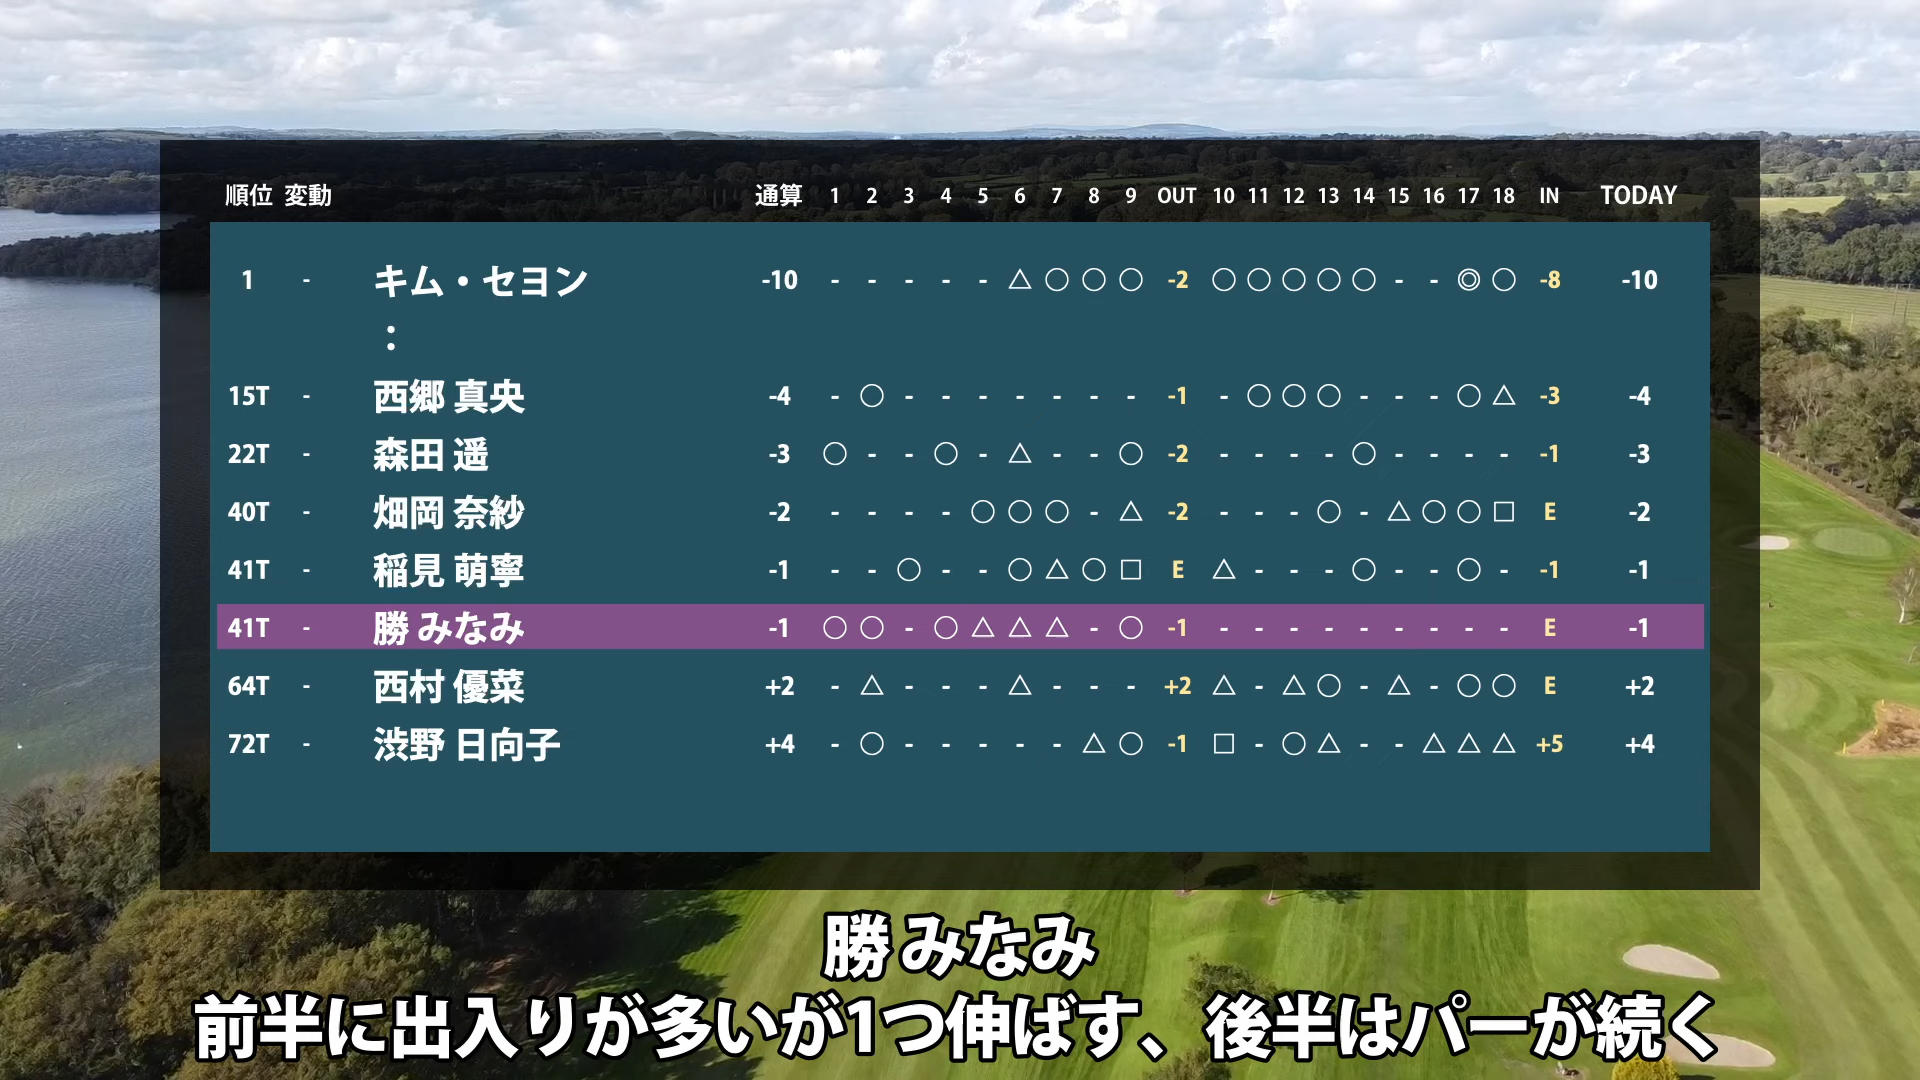 順位 変動 通算 1 2 3 4 5 6 7 8 9 OUT 10 11 12 13 14 15 16 17 18 IN TODAY
1 - キム・セヨン -10 - - - - - △ ○ ○ ○ -2 ○ ○ ○ ○ ○ - - ◎ ○ -8 -10
：
15T - 西郷 真央 -4 - ○ - - - - - - - -1 - ○ ○ ○ - - - ○ △ -3 -4
22T - 森田 遥 -3 ○ - - ○ - △ - - ○ -2 - - - - ○ - - - - -1 -3
40T - 畑岡 奈紗 -2 - - - - ○ ○ ○ - △ -2 - - - ○ - △ ○ ○ □ E -2
41T - 稲見 萌寧 -1 - - ○ - - ○ △ ○ □ E △ - - - ○ - - ○ - -1 -1
41T - 勝 みなみ -1 ○ ○ - ○ △ △ △ - ○ -1 - - - - - - - - - E -1
64T - 西村 優菜 +2 - △ - - - △ - - - +2 △ - △ ○ - △ - ○ ○ E +2
72T - 渋野 日向子 +4 - ○ - - - - - △ ○ -1 □ - ○ △ - - △ △ △ +5 +4
勝 みなみ
前半に出入りが多いが1つ伸ばす、後半はパーが続く